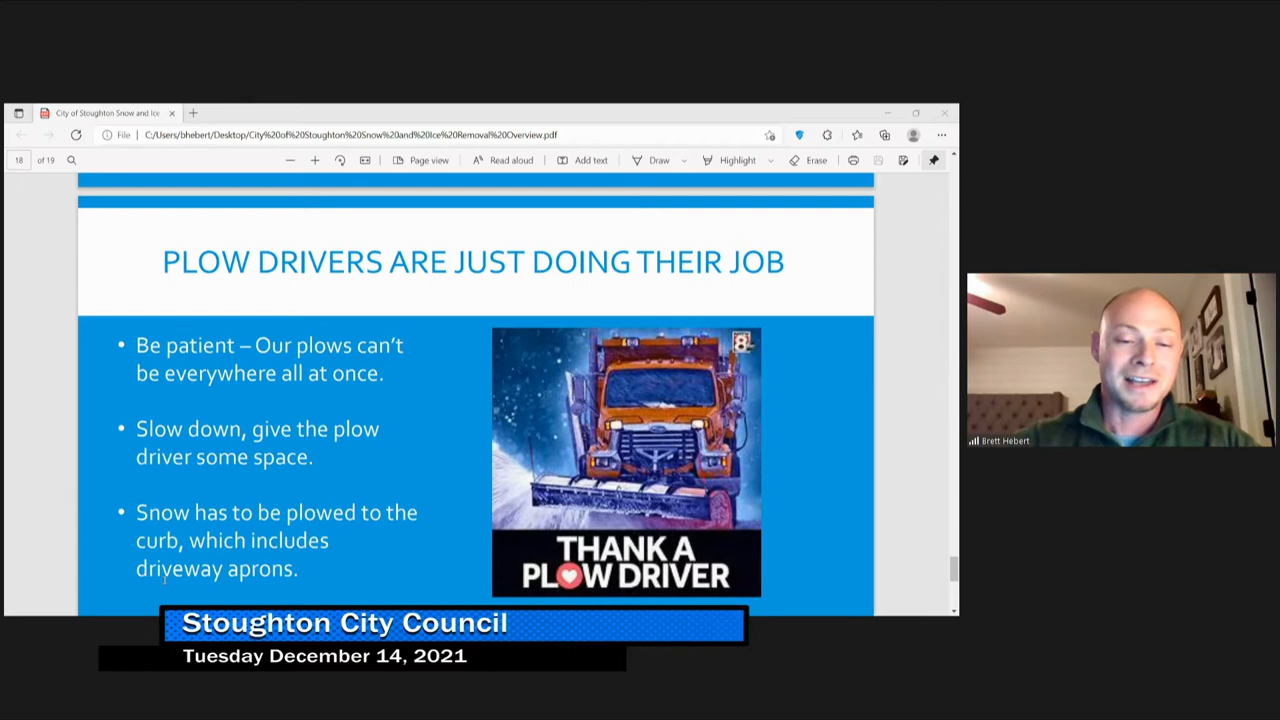 City of Stoughton Snow and Ice
File | C:/Users/bhebert/Desktop/City%20of%20Stoughton%20Snow%20and%20Ice%20Removal%20Overview.pdf
18 of 19 Page view Read aloud Add text Draw Highlight Erase
PLOW DRIVERS ARE JUST DOING THEIR JOB
• Be patient – Our plows can't
be everywhere all at once.
• Slow down, give the plow
driver some space.
• Snow has to be plowed to the
curb, which includes
driveway aprons.
8
THANK A
PLOW DRIVER
Brett Hebert
Stoughton City Council
Tuesday December 14, 2021